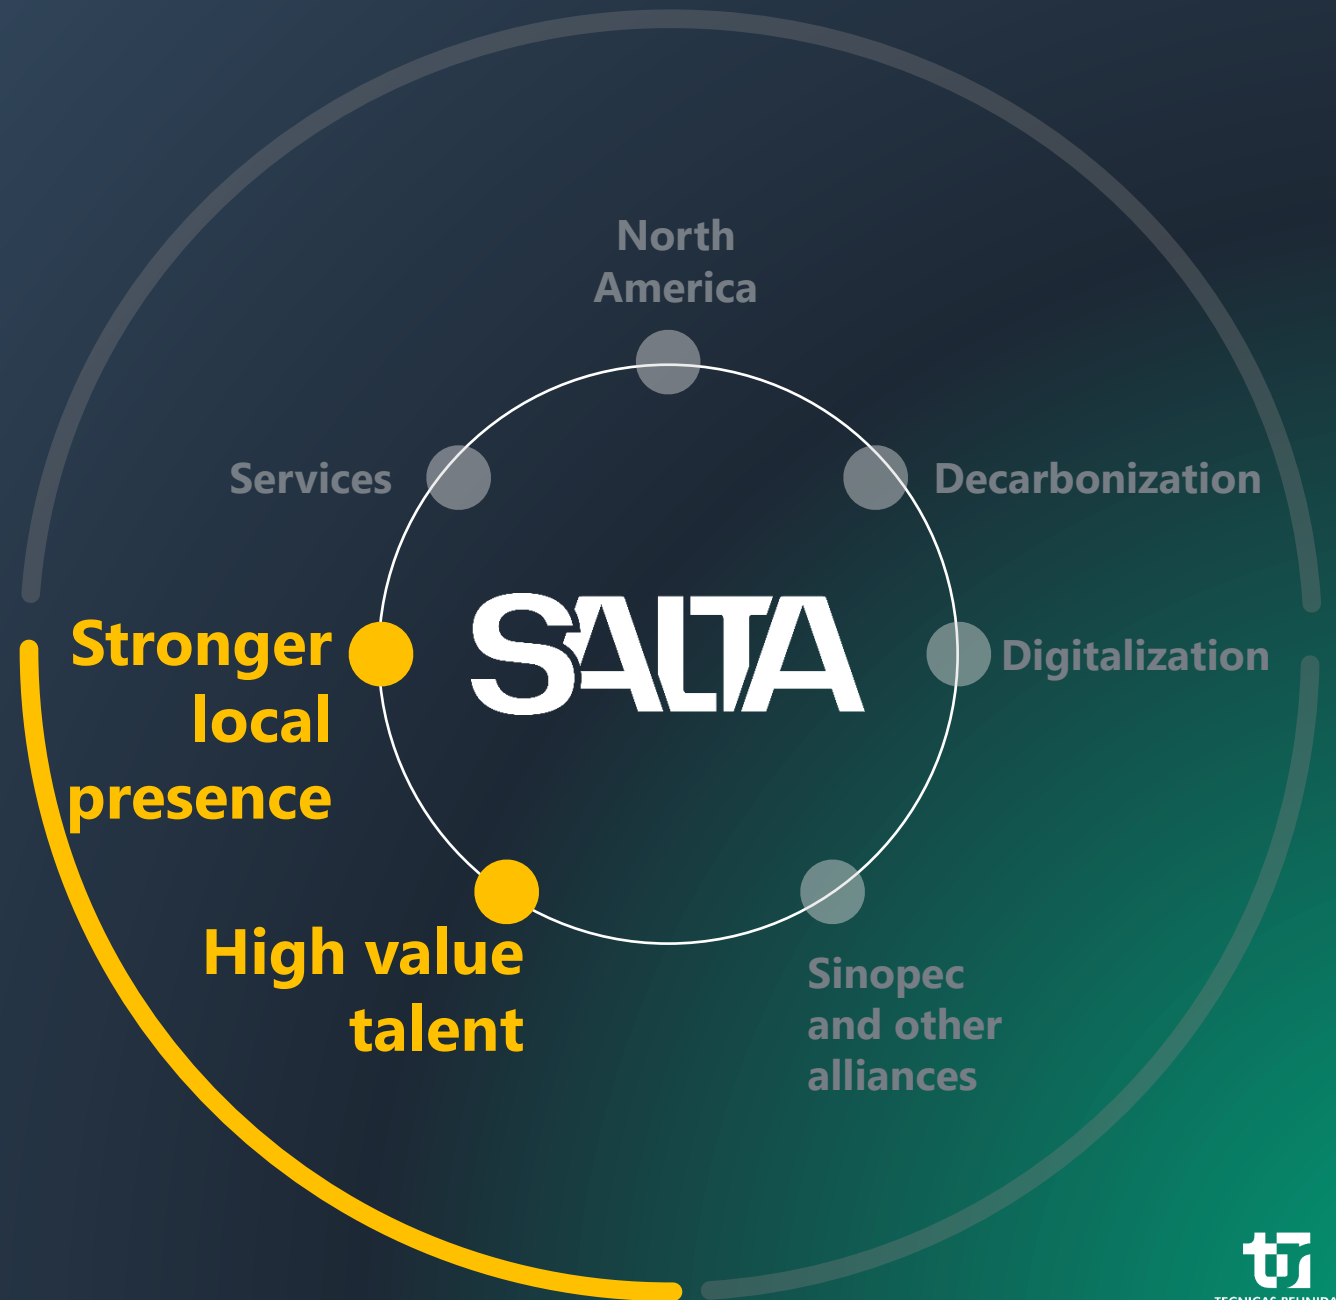 North
America
Services
Decarbonization
SALTA
Stronger
local
presence
Digitalization
High value
talent
Sinopec
and other
alliances
tr